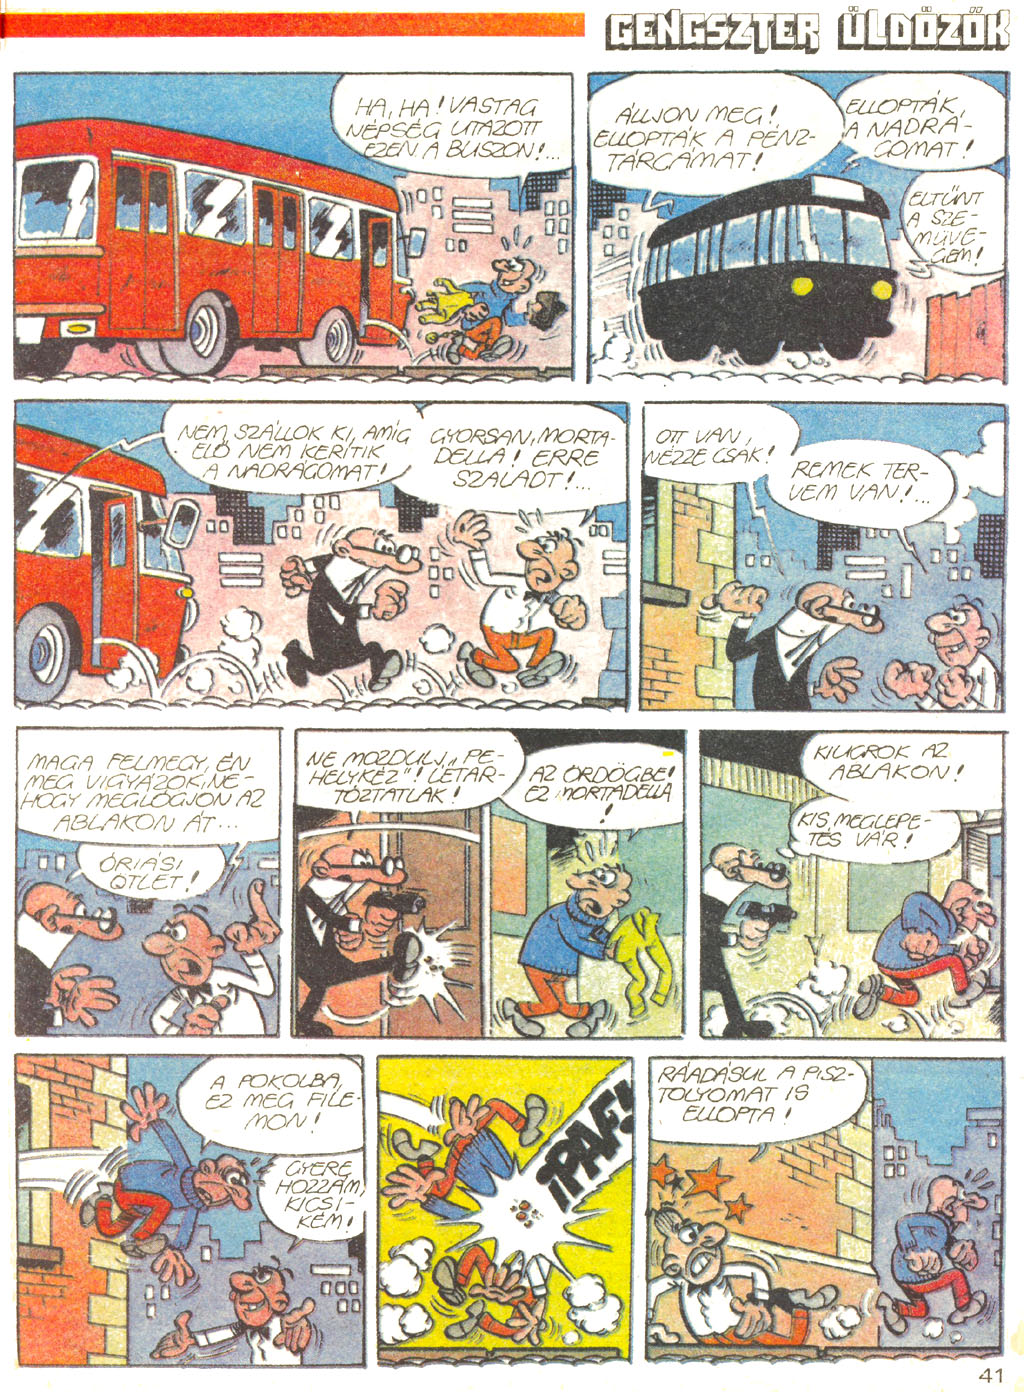 GENGSZTER ÜLDÖZŐK
HA, HA! VASTAG
NÉPSÉG UTAZOTT
EZEN A BUSZON!...
ÁLLJON MEG!
ELLOPTÁK A PÉNZ-
TÁRCÁMAT!
ELLOPTÁK
A NADRÁ-
GOMAT!
ELTŰNT
A SZE-
MÜVE-
GEM!
NEM SZÁLLOK KI, AMÍG
ELŐ NEM KERÍTIK
A NADRÁGOMAT!
GYORSAN, MORTA-
DELLA! ERRE
SZALADT!...
OTT VAN,
NÉZZE CSAK!
REMEK TER-
VEM VAN!...
MAGA FELMEGY, ÉN
MEG VIGYÁZOK, NE-
HOGY MEGLÓGJON AZ
ABLAKON ÁT...
ÓRIÁSI
ÖTLET!
NE MOZDULJ, „PE-
HELYKÉZ"! LETAR-
TÓZTATLAK!
AZ ÖRDÖGBE!
EZ MORTADELLA
!
KIUGROK AZ
ABLAKON!
KIS MEGLEPE-
TÉS VÁR!
A POKOLBA,
EZ MEG FILE-
MON!
GYERE
HOZZÁM,
KICSI-
KÉM!
¡PAF!
RÁADÁSUL A PISZ-
TOLYOMAT IS
ELLOPTA!
41